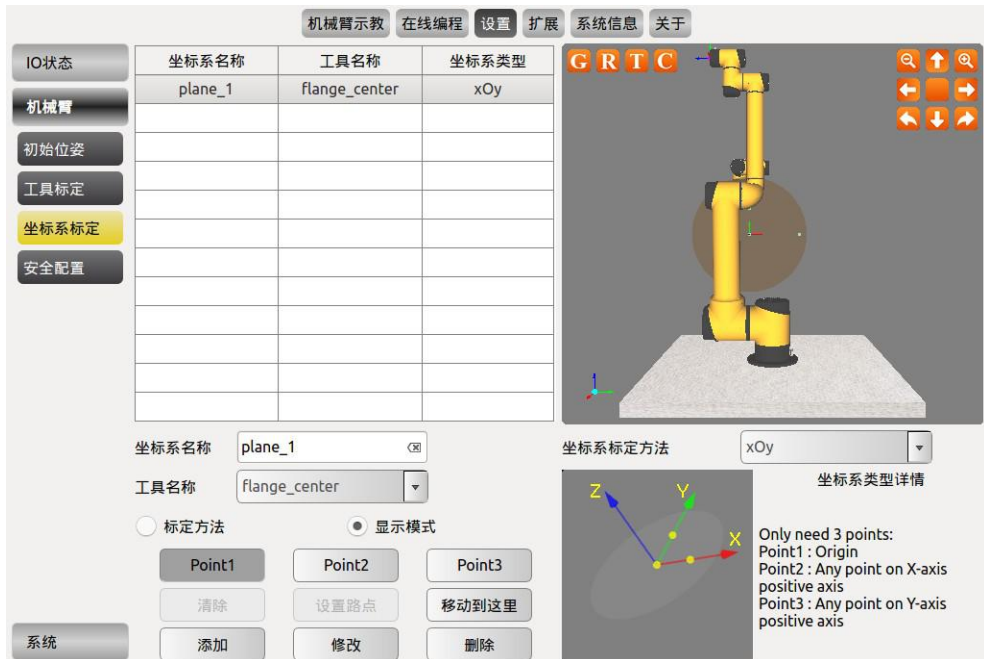 机械臂示教 在线编程 设置 扩展 系统信息 关于
IO状态
机械臂
初始位姿
工具标定
坐标系标定
安全配置
系统
坐标系名称 工具名称 坐标系类型
plane_1 flange_center xOy
G R T C
坐标系名称 plane_1
工具名称 flange_center
标定方法 显示模式
Point1 Point2 Point3
清除 设置路点 移动到这里
添加 修改 删除
坐标系标定方法 xOy
Z Y X
坐标系类型详情
Only need 3 points:
Point1 : Origin
Point2 : Any point on X-axis
positive axis
Point3 : Any point on Y-axis
positive axis